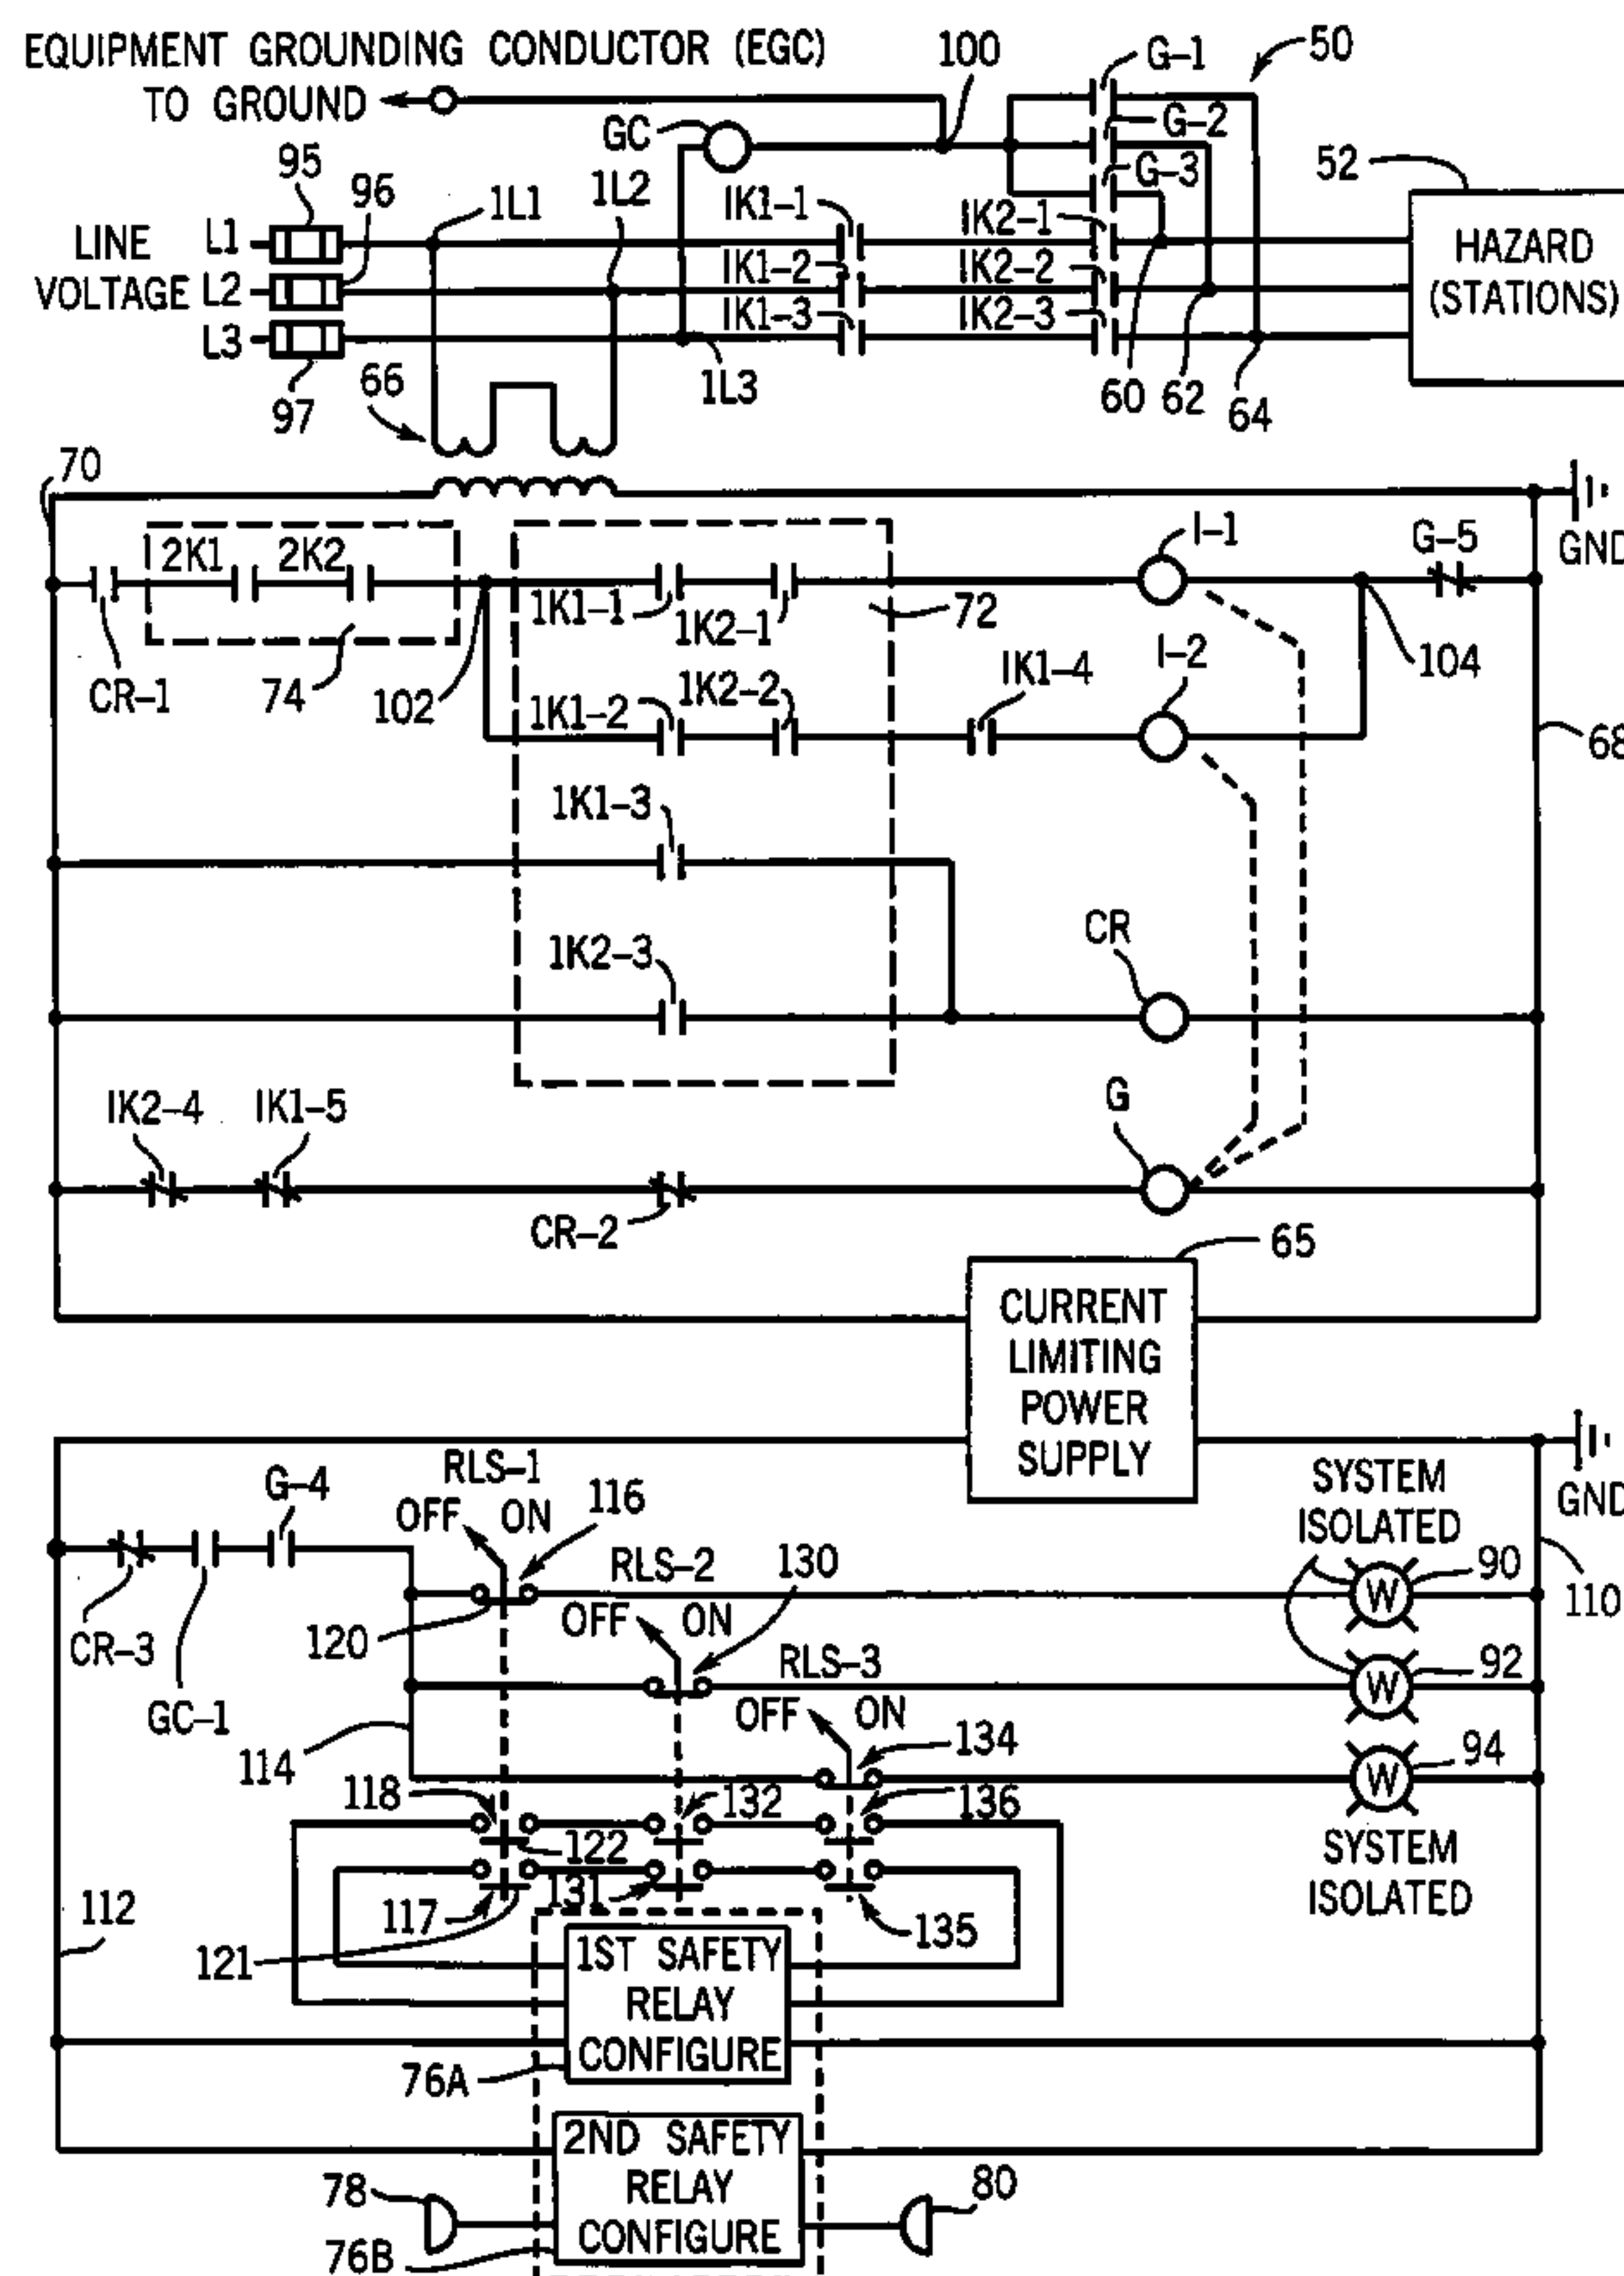 EQUIPMENT GROUNDING CONDUCTOR (EGC)
TO GROUND
100
G-1
50
GC
G-2
G-3
95
96
1L1
1L2
IK1-1
IK2-1
52
LINE
VOLTAGE
L1
L2
L3
IK1-2
IK2-2
IK1-3
IK2-3
HAZARD
(STATIONS)
97
66
1L3
60
62
64
70
GND
2K1
2K2
I-1
G-5
1K1-1
1K2-1
72
CR-1
74
102
I-2
104
1K1-2
1K2-2
IK1-4
68
1K1-3
CR
1K2-3
IK2-4
IK1-5
G
CR-2
65
CURRENT
LIMITING
POWER
SUPPLY
GND
G-4
RLS-1
OFF ON
116
SYSTEM
ISOLATED
CR-3
GC-1
120
RLS-2
OFF ON
130
W
90
110
RLS-3
OFF ON
W
92
114
134
W
94
118
132
136
122
SYSTEM
ISOLATED
112
117
131
135
121
1ST SAFETY
RELAY
CONFIGURE
76A
2ND SAFETY
RELAY
CONFIGURE
78
80
76B